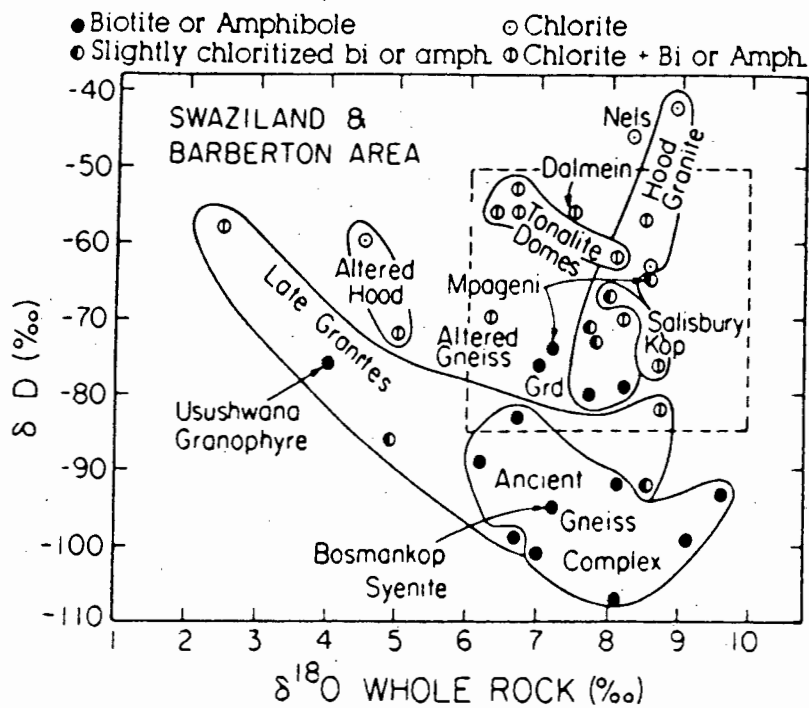 ● Biotite or Amphibole ⊙ Chlorite
◐ Slightly chloritized bi or amph. ⦶ Chlorite + Bi or Amph.
SWAZILAND &
BARBERTON AREA
Nels
Dalmein
Hood
Granite
Tonalite
Domes
Mpageni
Altered
Hood
Late Granites
Altered
Gneiss
Salisbury
Kop
Grd
Usushwana
Granophyre
Ancient
Gneiss
Complex
Bosmankop
Syenite
δ D (‰)
-40
-50
-60
-70
-80
-90
-100
-110
1 2 3 4 5 6 7 8 9 10
δ¹⁸O WHOLE ROCK (‰)